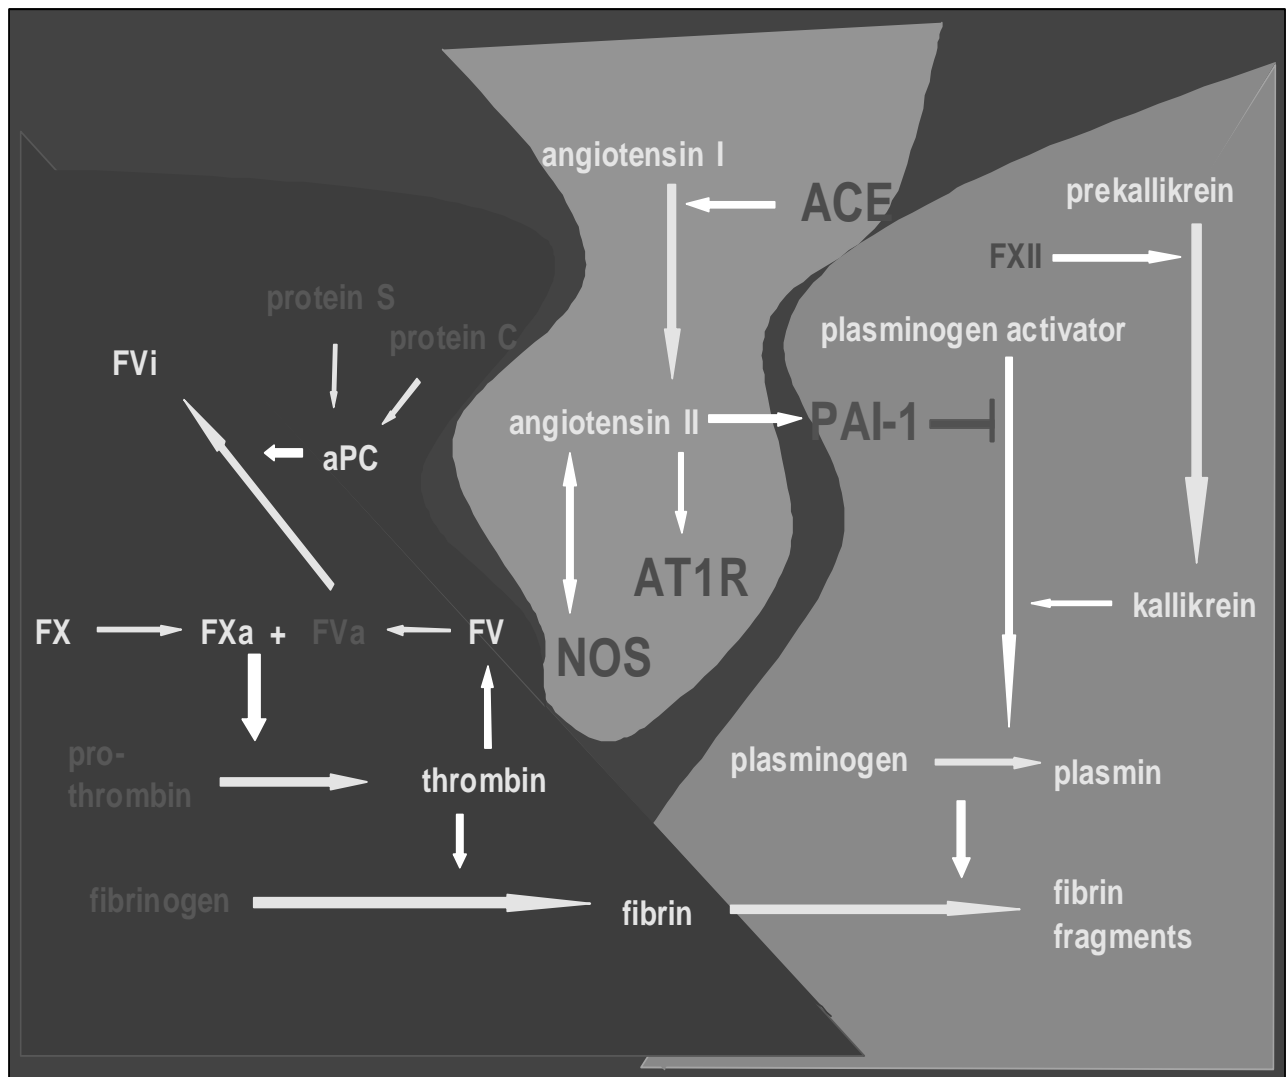 angiotensin I
ACE
prekallikrein
FXII
protein S
protein C
plasminogen activator
FVi
angiotensin II
PAI-1
aPC
AT1R
kallikrein
FX
FXa +
FVa
FV
NOS
pro-
thrombin
thrombin
plasminogen
plasmin
fibrinogen
fibrin
fibrin
fragments